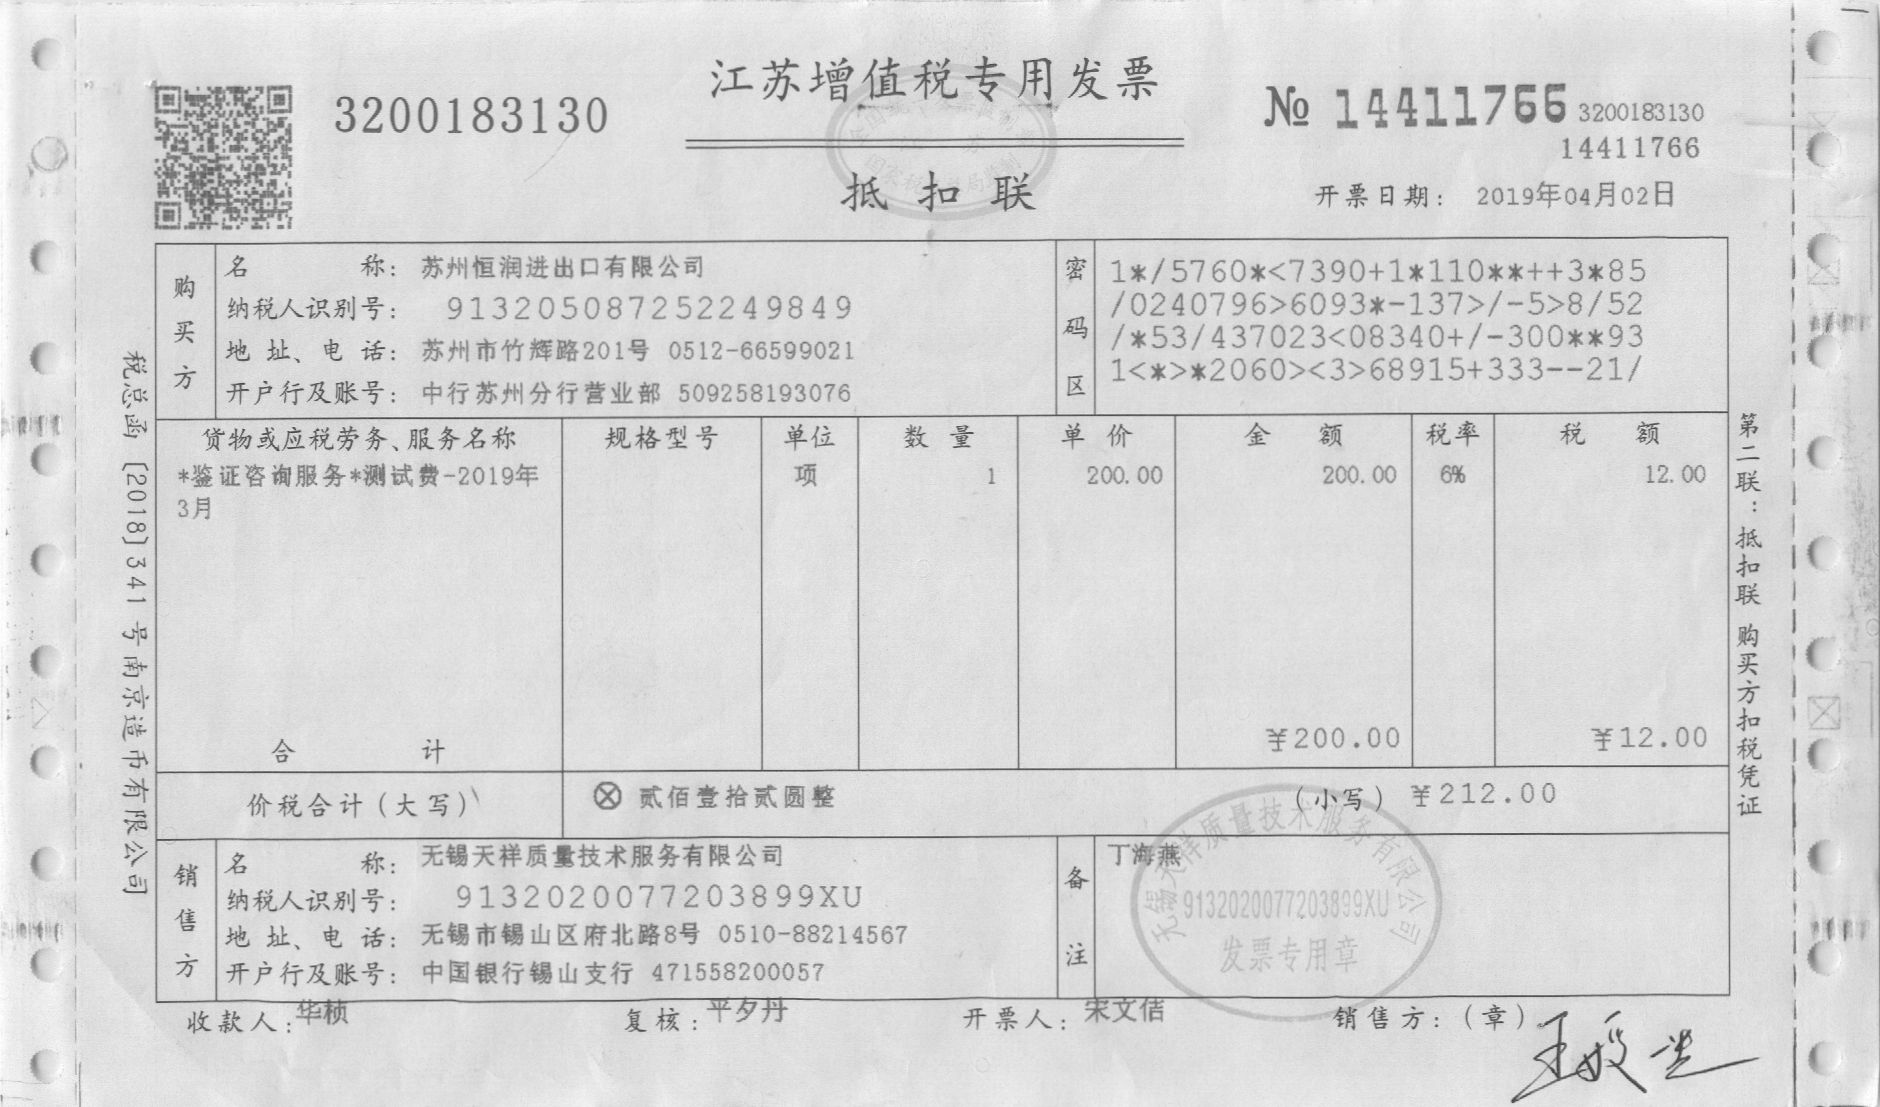 江苏增值税专用发票
3200183130
№ 14411766 3200183130
14411766
抵扣联
开票日期: 2019年04月02日
购买方
名称: 苏州恒润进出口有限公司
纳税人识别号: 913205087252249849
地址、电话: 苏州市竹辉路201号 0512-66599021
开户行及账号: 中行苏州分行营业部 509258193076
密码区
1*/5760*<7390+1*110**++3*85
/0240796>6093*-137>/-5>8/52
/*53/437023<08340+/-300**93
1<*>*2060><3>68915+333--21/
货物或应税劳务、服务名称 规格型号 单位 数量 单价 金额 税率 税额
*鉴证咨询服务*测试费-2019年 项 1 200.00 200.00 6% 12.00
3月
合计 ¥200.00 ¥12.00
价税合计(大写) ⊗ 贰佰壹拾贰圆整 (小写) ¥212.00
销售方
名称: 无锡天祥质量技术服务有限公司
纳税人识别号: 9132020077203899XU
地址、电话: 无锡市锡山区府北路8号 0510-88214567
开户行及账号: 中国银行锡山支行 471558200057
备注
丁海燕
无锡天祥质量技术服务有限公司
9132020077203899XU
发票专用章
收款人: 华桢 复核: 平夕丹 开票人: 宋文佶 销售方: (章)
税总函〔2018〕341号南京造币有限公司
第二联:抵扣联 购买方扣税凭证